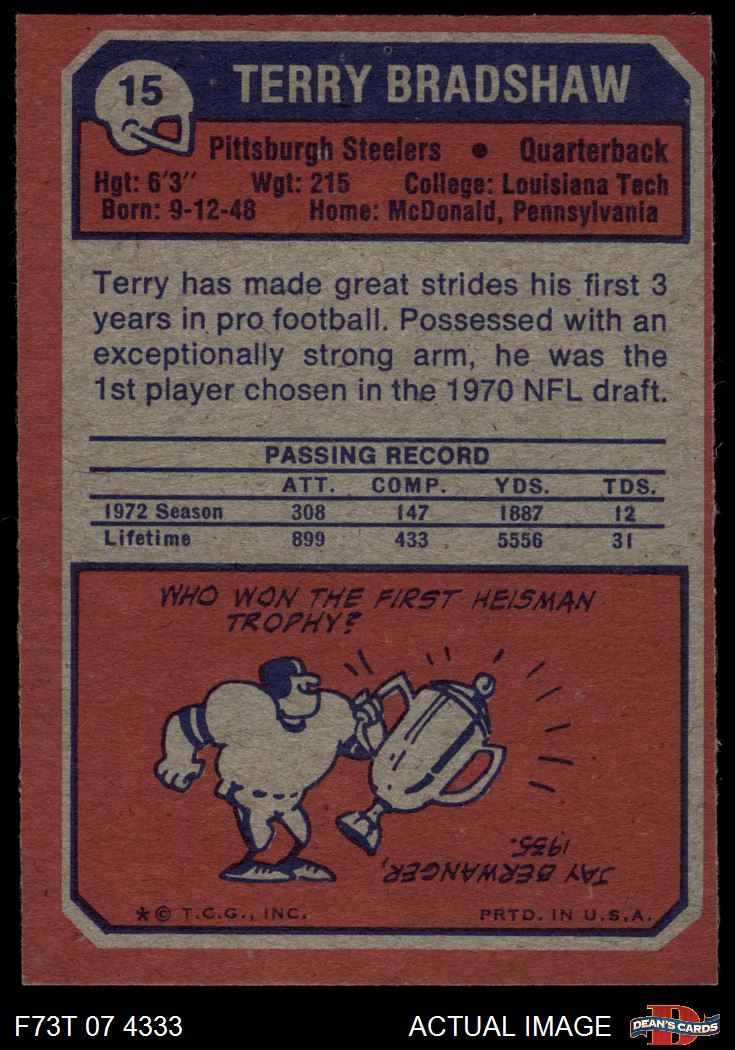 15
TERRY BRADSHAW
Pittsburgh Steelers • Quarterback
Hgt: 6'3" Wgt: 215 College: Louisiana Tech
Born: 9-12-48 Home: McDonald, Pennsylvania
Terry has made great strides his first 3
years in pro football. Possessed with an
exceptionally strong arm, he was the
1st player chosen in the 1970 NFL draft.
PASSING RECORD
ATT. COMP. YDS. TDS.
1972 Season 308 147 1887 12
Lifetime 899 433 5556 31
WHO WON THE FIRST HEISMAN
TROPHY?
JAY BERWANGER,
1935.
*© T.C.G., INC. PRTD. IN U.S.A.
F73T 07 4333 ACTUAL IMAGE D DEAN'S CARDS